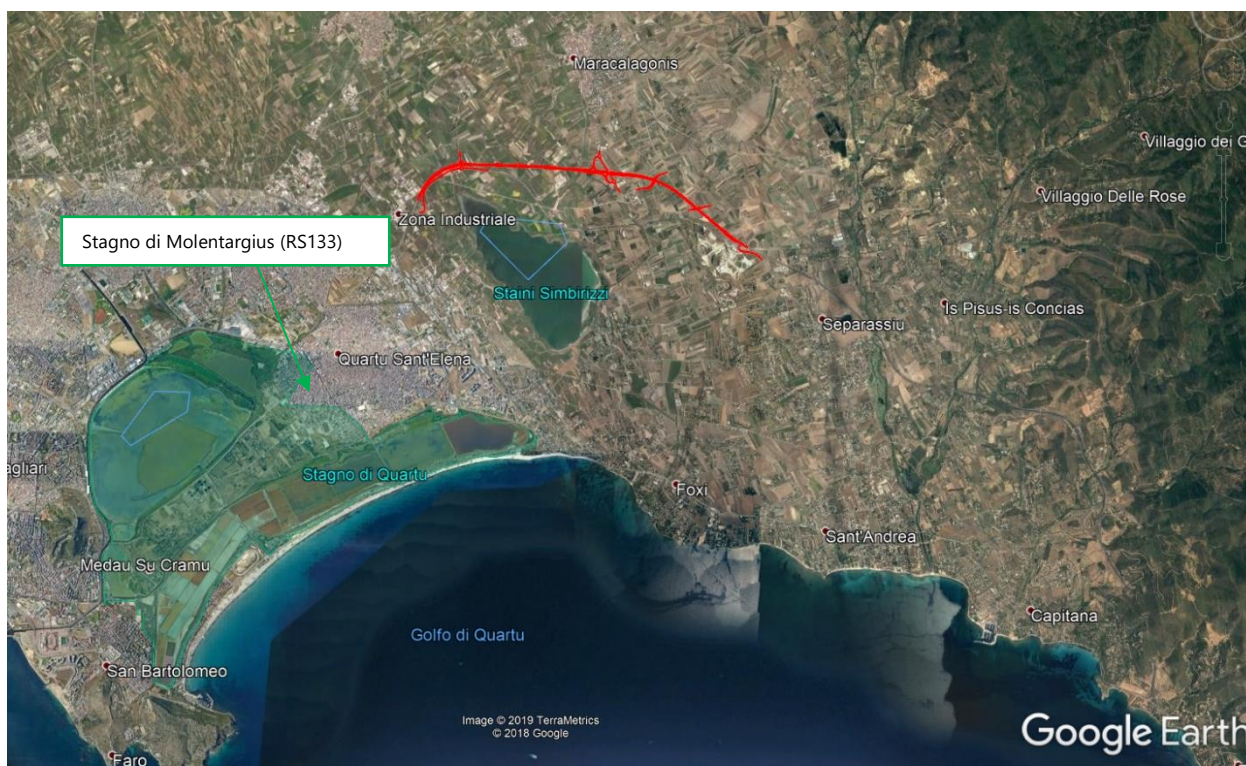 Maracalagonis
Villaggio dei G
Villaggio Delle Rose
Zona Industriale
Stagno di Molentargius (RS133)
Staini Simbirizzi
Is Pisus-is Concias
Separassiu
Quartu Sant'Elena
agliari
Stagno di Quartu
Foxi
Sant'Andrea
Medau Su Cramu
Capitana
Golfo di Quartu
San Bartolomeo
Image © 2019 TerraMetrics
© 2018 Google
Google Earth
Faro